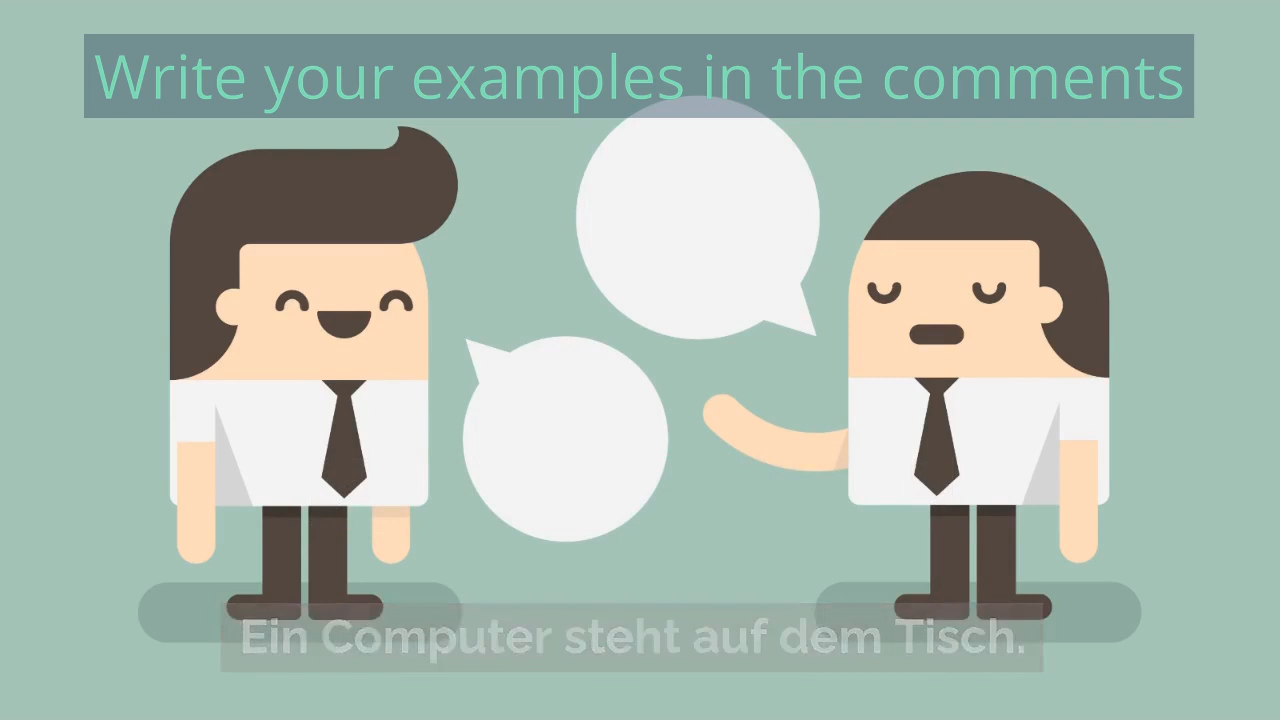 Write your examples in the comments
Ein Computer steht auf dem Tisch.